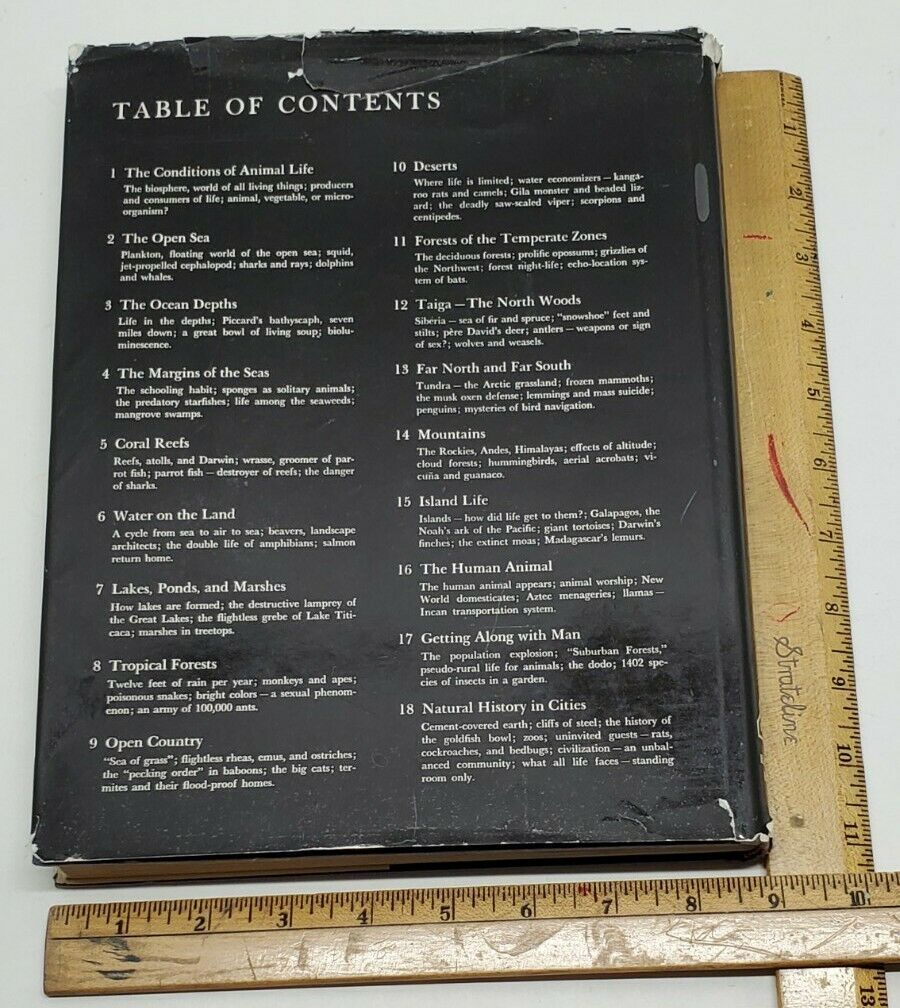 TABLE OF CONTENTS
1 The Conditions of Animal Life
The biosphere, world of all living things; producers
and consumers of life; animal, vegetable, or micro-
organism?
2 The Open Sea
Plankton, floating world of the open sea; squid,
jet-propelled cephalopod; sharks and rays; dolphins
and whales.
3 The Ocean Depths
Life in the depths; Piccard's bathyscaph, seven
miles down; a great bowl of living soup; biolu-
minescence.
4 The Margins of the Seas
The schooling habit; sponges as solitary animals;
the predatory starfishes; life among the seaweeds;
mangrove swamps.
5 Coral Reefs
Reefs, atolls, and Darwin; wrasse, groomer of par-
rot fish; parrot fish — destroyer of reefs; the danger
of sharks.
6 Water on the Land
A cycle from sea to air to sea; beavers, landscape
architects; the double life of amphibians; salmon
return home.
7 Lakes, Ponds, and Marshes
How lakes are formed; the destructive lamprey of
the Great Lakes; the flightless grebe of Lake Titi-
caca; marshes in treetops.
8 Tropical Forests
Twelve feet of rain per year; monkeys and apes;
poisonous snakes; bright colors — a sexual phenom-
enon; an army of 100,000 ants.
9 Open Country
"Sea of grass"; flightless rheas, emus, and ostriches;
the "pecking order" in baboons; the big cats; ter-
mites and their flood-proof homes.
10 Deserts
Where life is limited; water economizers — kanga-
roo rats and camels; Gila monster and beaded liz-
ard; the deadly saw-scaled viper; scorpions and
centipedes.
11 Forests of the Temperate Zones
The deciduous forests; prolific opossums; grizzlies of
the Northwest; forest night-life; echo-location sys-
tem of bats.
12 Taiga — The North Woods
Siberia — sea of fir and spruce; "snowshoe" feet and
stilts; père David's deer; antlers — weapons or sign
of sex?; wolves and weasels.
13 Far North and Far South
Tundra — the Arctic grassland; frozen mammoths;
the musk oxen defense; lemmings and mass suicide;
penguins; mysteries of bird navigation.
14 Mountains
The Rockies, Andes, Himalayas; effects of altitude;
cloud forests; hummingbirds, aerial acrobats; vi-
cuña and guanaco.
15 Island Life
Islands — how did life get to them?; Galapagos, the
Noah's ark of the Pacific; giant tortoises; Darwin's
finches; the extinct moas; Madagascar's lemurs.
16 The Human Animal
The human animal appears; animal worship; New
World domesticates; Aztec menageries; llamas —
Incan transportation system.
17 Getting Along with Man
The population explosion; "Suburban Forests,"
pseudo-rural life for animals; the dodo; 1402 spe-
cies of insects in a garden.
18 Natural History in Cities
Cement-covered earth; cliffs of steel; the history of
the goldfish bowl; zoos; uninvited guests — rats,
cockroaches, and bedbugs; civilization — an unbal-
anced community; what all life faces — standing
room only.
1 2 3 4 5 6 7 8 9 10 11 13
Stratoline
1 2 3 4 5 6 7 8 9 10